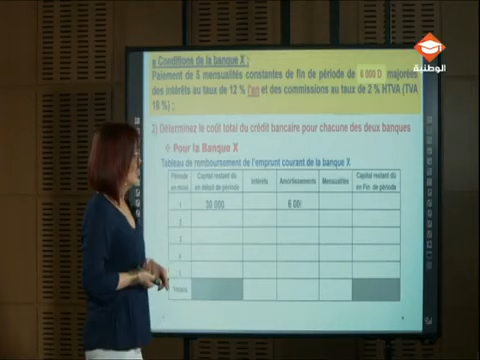 الوطنية
■ Conditions de la banque X :
Paiement de 5 mensualités constantes de fin de période de 6 000 D majorées
des intérêts au taux de 12 % l'an et des commissions au taux de 2 % HTVA (TVA
18 %) ;
2) Déterminez le coût total du crédit bancaire pour chacune des deux banques
❖ Pour la Banque X
Tableau de remboursement de l'emprunt courant de la banque X
Période en mois Capital restant dû en début de période Intérêts Amortissements Mensualités Capital restant dû en Fin de période
1 30 000 6 00
2
3
4
Totaux